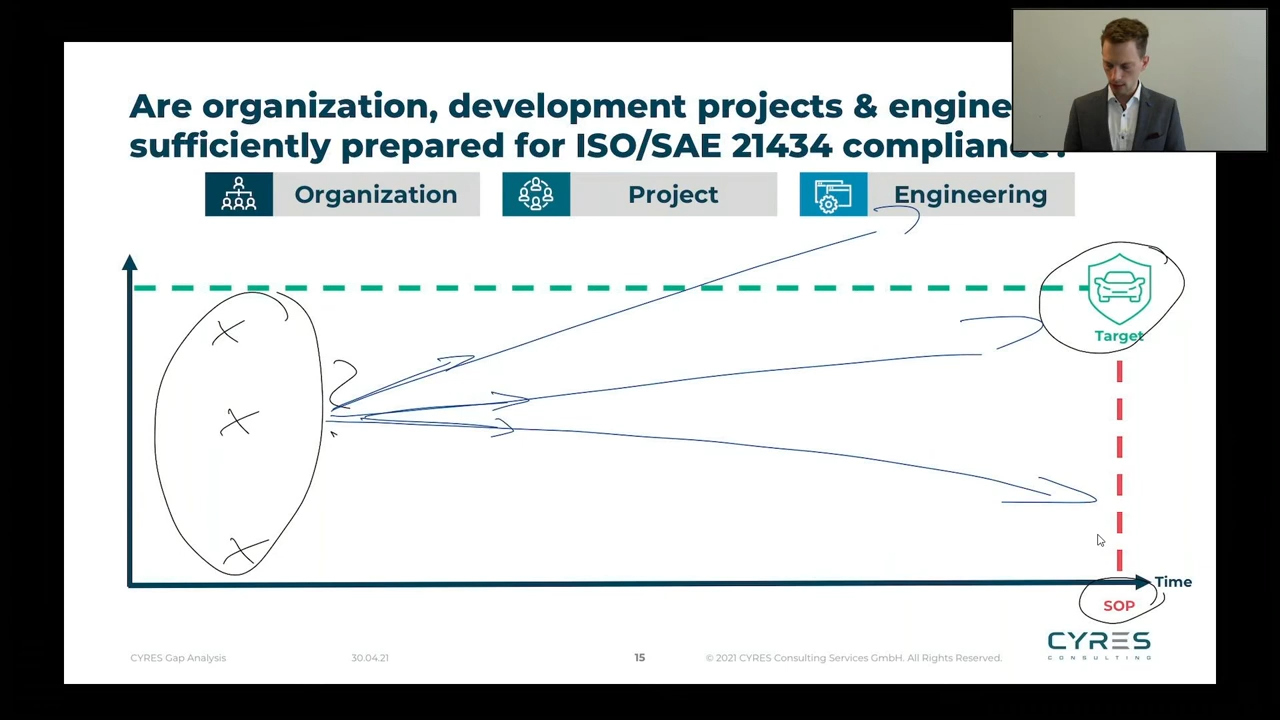 Are organization, development projects & engine
sufficiently prepared for ISO/SAE 21434 compliance?
Organization
Project
Engineering
?
Target
Time
SOP
CYRES
CONSULTING
CYRES Gap Analysis
30.04.21
15
© 2021 CYRES Consulting Services GmbH. All Rights Reserved.